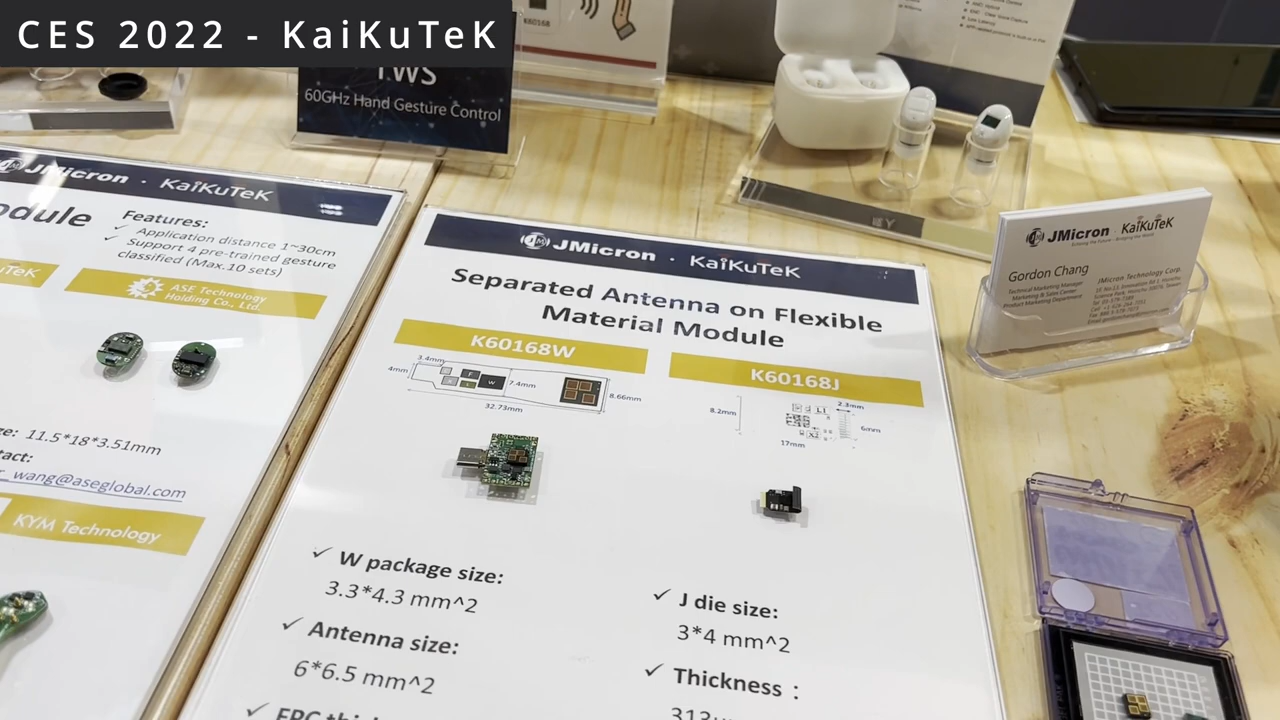 CES 2022 - KaiKuTeK
TWS
60GHz Hand Gesture Control
JMicron · KaiKuTeK
Features:
✓ Application distance 1~30cm
✓ Support 4 pre-trained gesture
classified (Max.10 sets)
ASE Technology
Holding Co., Ltd.
11.5*18*3.51mm
wang@aseglobal.com
KYM Technology
JMicron · KaiKuTeK
Separated Antenna on Flexible
Material Module
K60168W
3.4mm
4mm
7.4mm
8.66mm
32.73mm
✓ W package size:
3.3*4.3 mm^2
✓ Antenna size:
6*6.5 mm^2
K60168J
8.2mm
2.3mm
6mm
17mm
✓ J die size:
3*4 mm^2
✓ Thickness :
JMicron · KaiKuTeK
Gordon Chang
Technical Marketing Manager
Marketing & Sales Center
Product Marketing Department
JMicron Technology Corp.